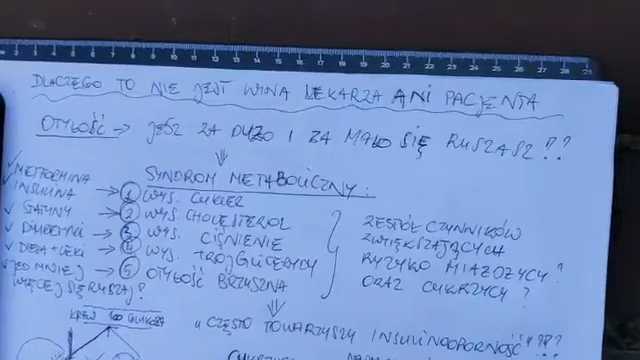 DLACZEGO TO NIE JEST WINA LEKARZA ANI PACJENTA
OTYŁOŚĆ → JESZ ZA DUŻO I ZA MAŁO SIĘ RUSZASZ??
SYNDROM METABOLICZNY:
✓ METFORMINA INSULINA → 1 WYS. CUKIER
✓ STATYNY → 2 WYS. CHOLESTEROL
✓ → 3 WYS. CIŚNIENIE
✓ DIETA + LEKI → 4 WYS. TRÓJGLICERYDY
✓ JEDZ MNIEJ WIĘCEJ SIĘ RUSZAJ? → 5 OTYŁOŚĆ BRZUSZNA
ZESPÓŁ CZYNNIKÓW
ZWIĘKSZAJĄCYCH
RYZYKO MIAŻDŻYCY?
ORAZ CUKRZYCY?
KREW 100 GLUKOZA
"CZĘSTO TOWARZYSZY INSULINOOPORNOŚĆ"???